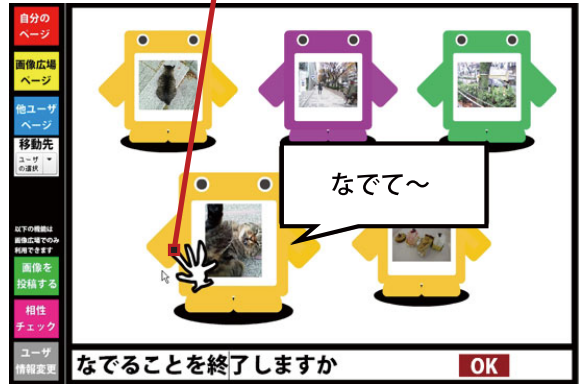 自分の
ページ
画像広場
ページ
他ユーザ
ページ
移動先
ユーザ
の選択
以下の機能は
画像広場でのみ
利用できます
画像を
投稿する
相性
チェック
ユーザ
情報変更
なでて～
なでることを終了しますか
OK